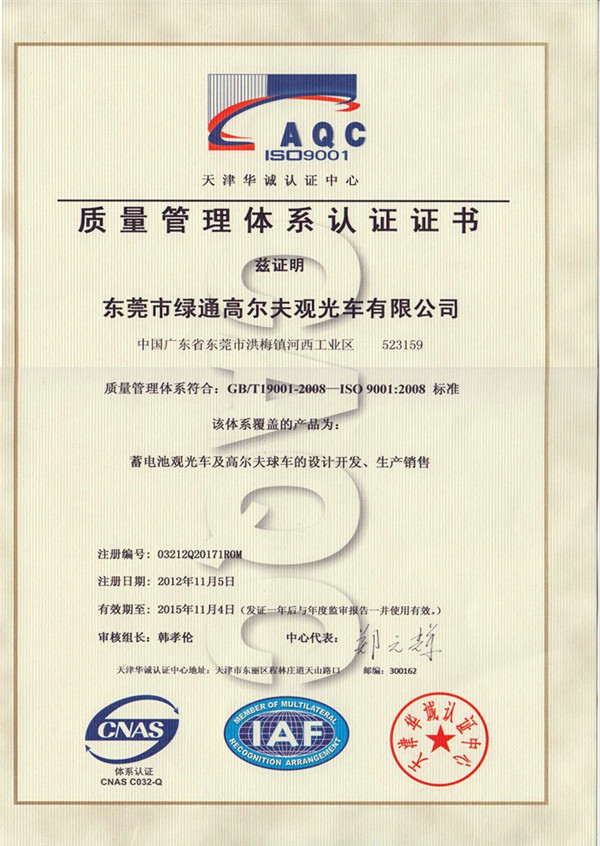 AQC
ISO9001
天津华诚认证中心
质量管理体系认证证书
兹证明
东莞市绿通高尔夫观光车有限公司
中国广东省东莞市洪梅镇河西工业区 523159
质量管理体系符合：GB/T19001-2008—ISO 9001:2008 标准
该体系覆盖的产品为：
蓄电池观光车及高尔夫球车的设计开发、生产销售
注册编号：03212Q20171R0M
注册日期：2012年11月5日
有效期至：2015年11月4日（发证一年后与年度监审报告一并使用有效。）
审核组长：韩孝伦 中心代表：郑元辉
天津华诚认证中心地址：天津市东丽区程林庄道天山路口 邮编：300162
CNAS
体系认证
CNAS C032-Q
MEMBER OF MULTILATERAL
IAF
RECOGNITION ARRANGEMENT
天津华诚认证中心